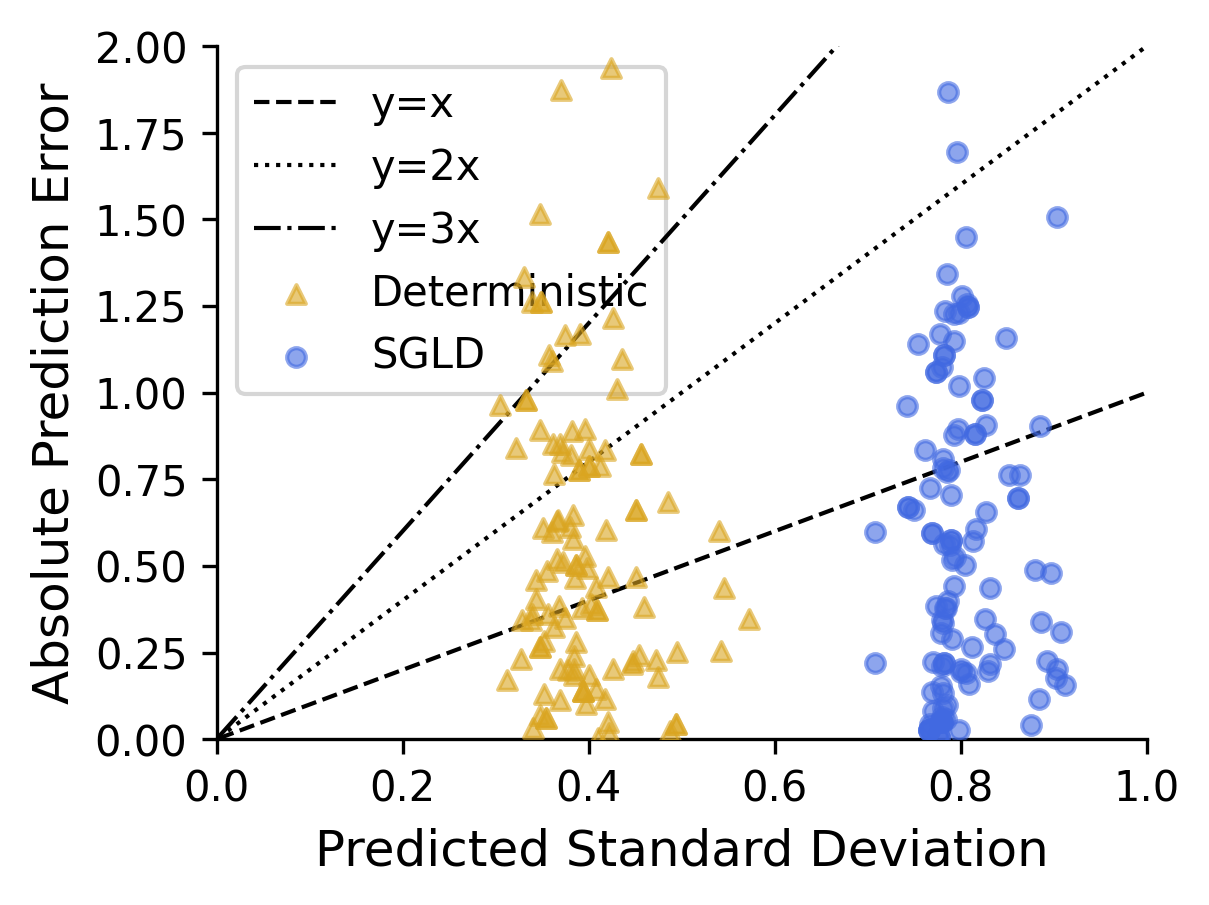 2.00
1.75
1.50
1.25
1.00
0.75
0.50
0.25
0.00
Absolute Prediction Error
y=x
y=2x
y=3x
Deterministic
SGLD
0.0 0.2 0.4 0.6 0.8 1.0
Predicted Standard Deviation